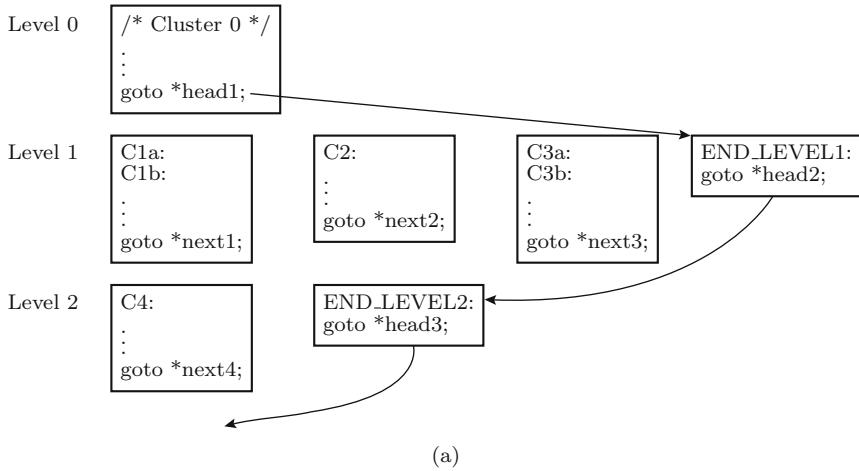 Level 0
/* Cluster 0 */
.
.
.
goto *head1;
Level 1
C1a:
C1b:
.
.
.
goto *next1;
C2:
.
.
.
goto *next2;
C3a:
C3b:
.
.
.
goto *next3;
END_LEVEL1:
goto *head2;
Level 2
C4:
.
.
.
goto *next4;
END_LEVEL2:
goto *head3;
(a)